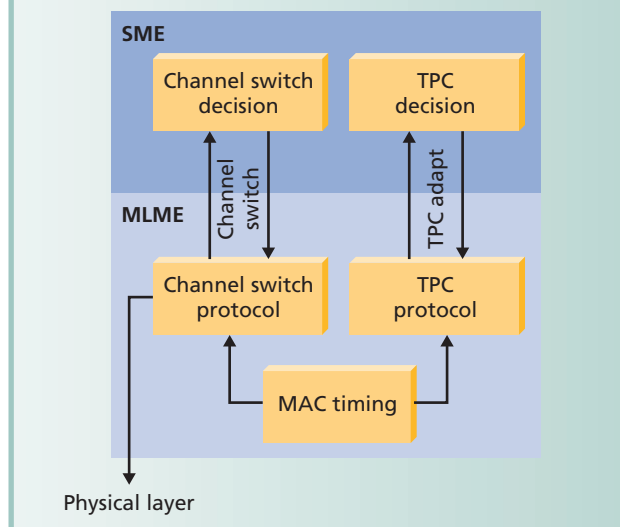 SME
Channel switch
decision
TPC
decision
Channel
switch
TPC adapt
MLME
Channel switch
protocol
TPC
protocol
MAC timing
Physical layer